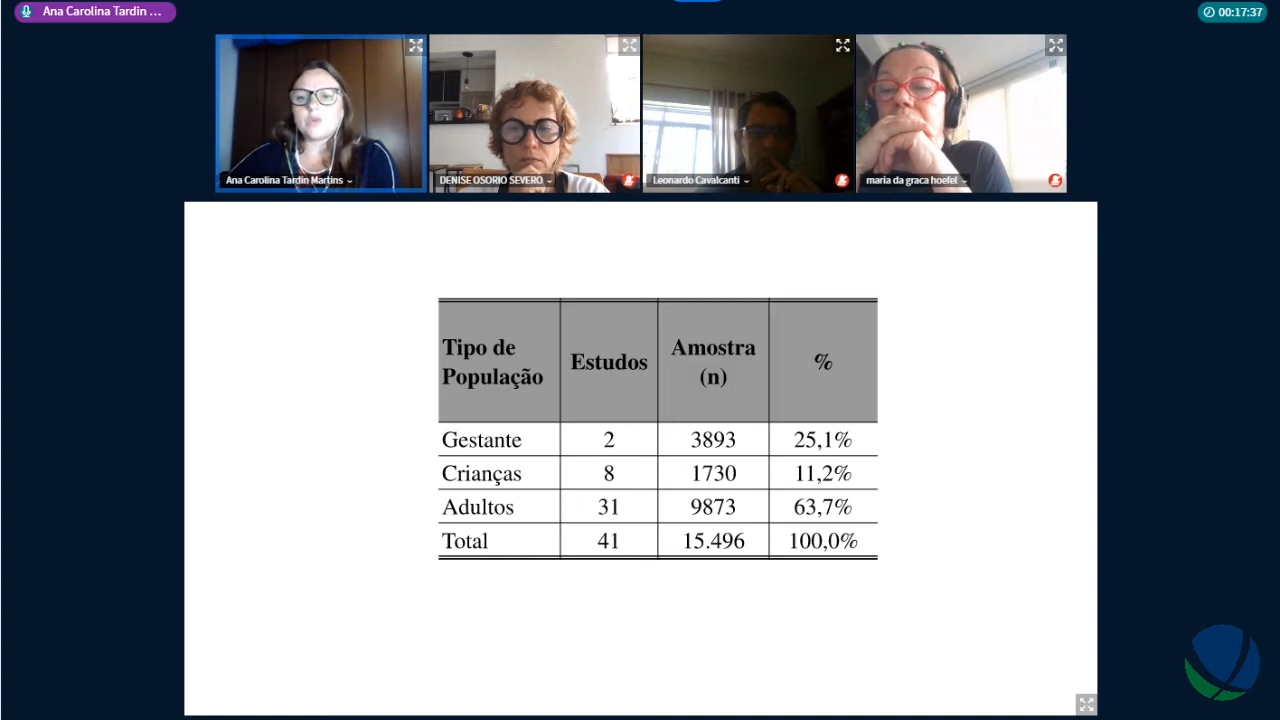 Ana Carolina Tardin ...
00:17:37
Ana Carolina Tardin Martins
DENISE OSORIO SEVERO
Leonardo Cavalcanti
maria da graca hoefel
Tipo de População Estudos Amostra (n) %
Gestante 2 3893 25,1%
Crianças 8 1730 11,2%
Adultos 31 9873 63,7%
Total 41 15.496 100,0%